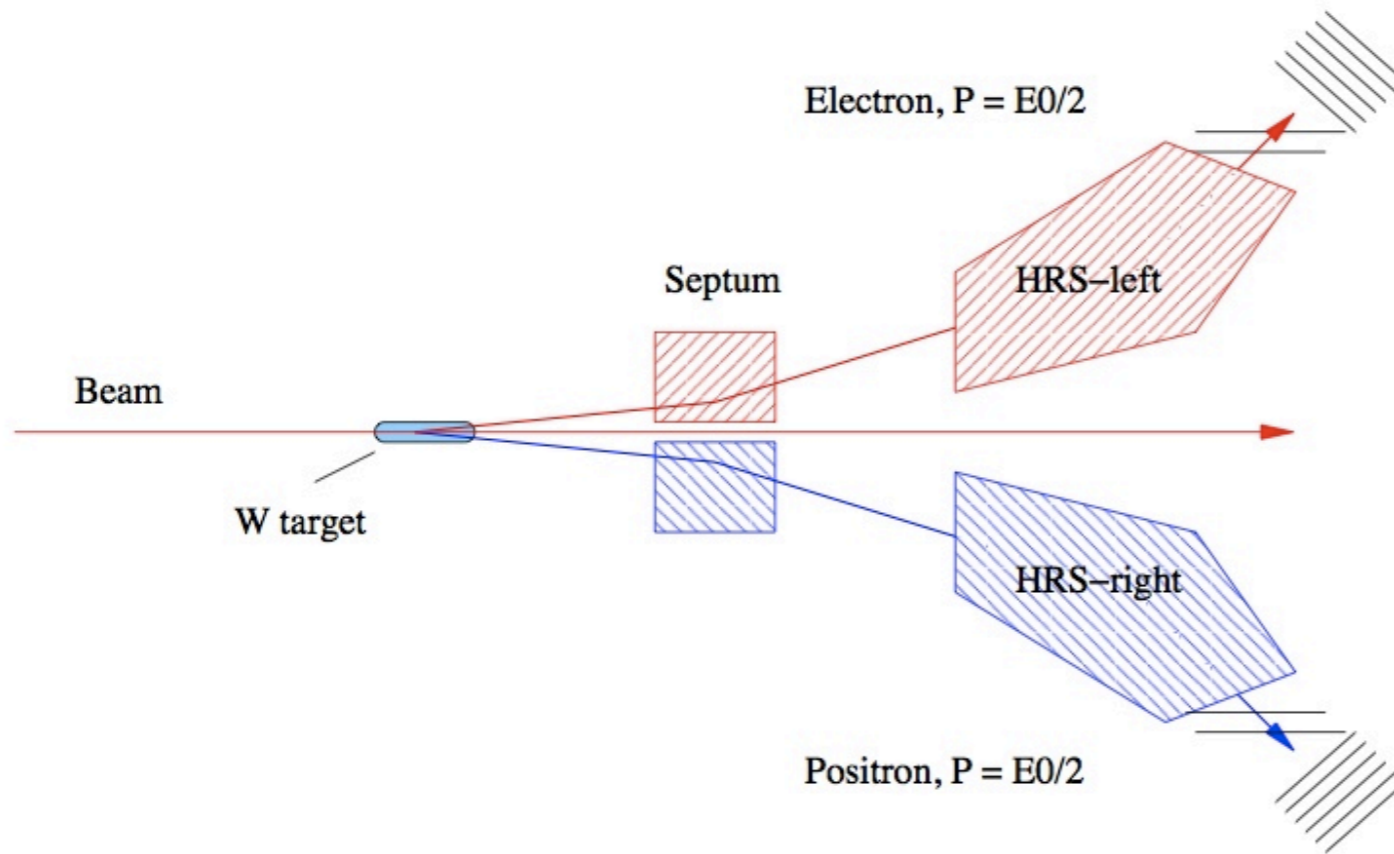 Electron, P = E0/2
HRS–left
Septum
Beam
W target
HRS–right
Positron, P = E0/2